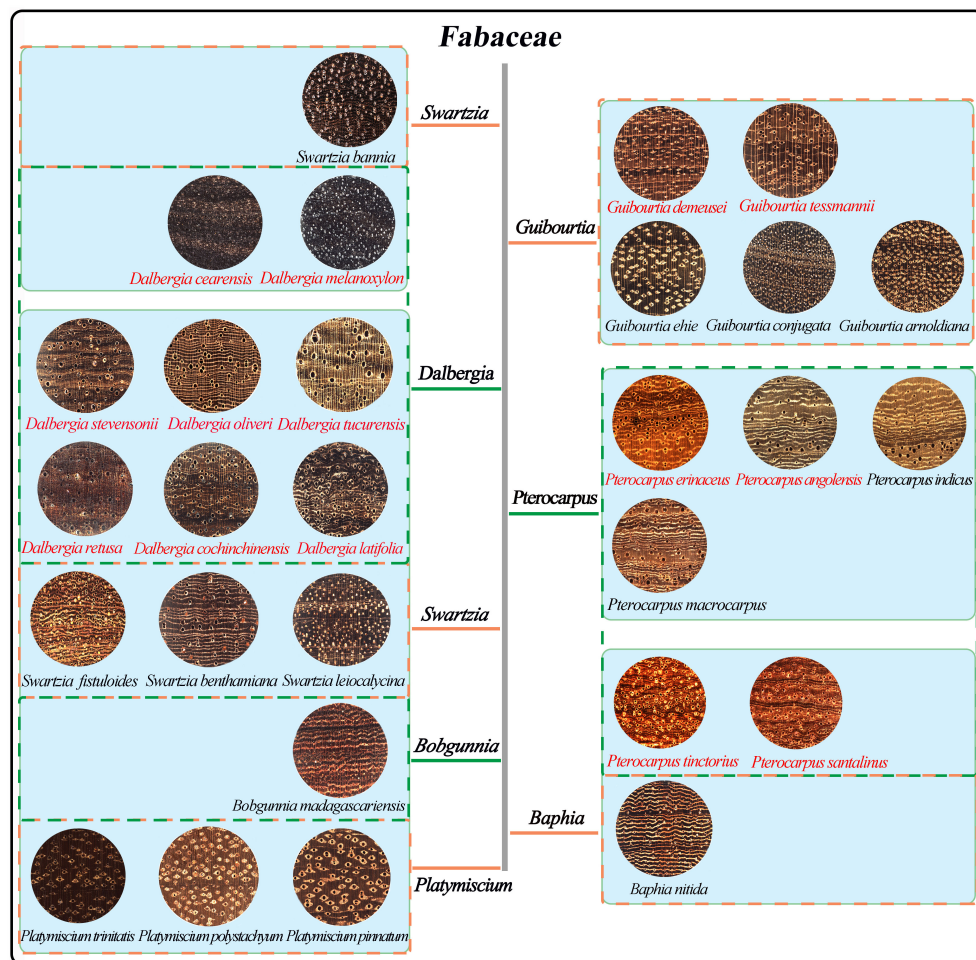 Fabaceae
Swartzia
Swartzia bannia
Dalbergia cearensis Dalbergia melanoxylon
Dalbergia
Dalbergia stevensonii Dalbergia oliveri Dalbergia tucurensis
Dalbergia retusa Dalbergia cochinchinensis Dalbergia latifolia
Swartzia
Swartzia fistuloides Swartzia benthamiana Swartzia leiocalycina
Bobgunnia
Bobgunnia madagascariensis
Platymiscium
Platymiscium trinitatis Platymiscium polystachyum Platymiscium pinnatum
Guibourtia demeusei Guibourtia tessmannii
Guibourtia
Guibourtia ehie Guibourtia conjugata Guibourtia arnoldiana
Pterocarpus erinaceus Pterocarpus angolensis Pterocarpus indicus
Pterocarpus
Pterocarpus macrocarpus
Pterocarpus tinctorius Pterocarpus santalinus
Baphia
Baphia nitida